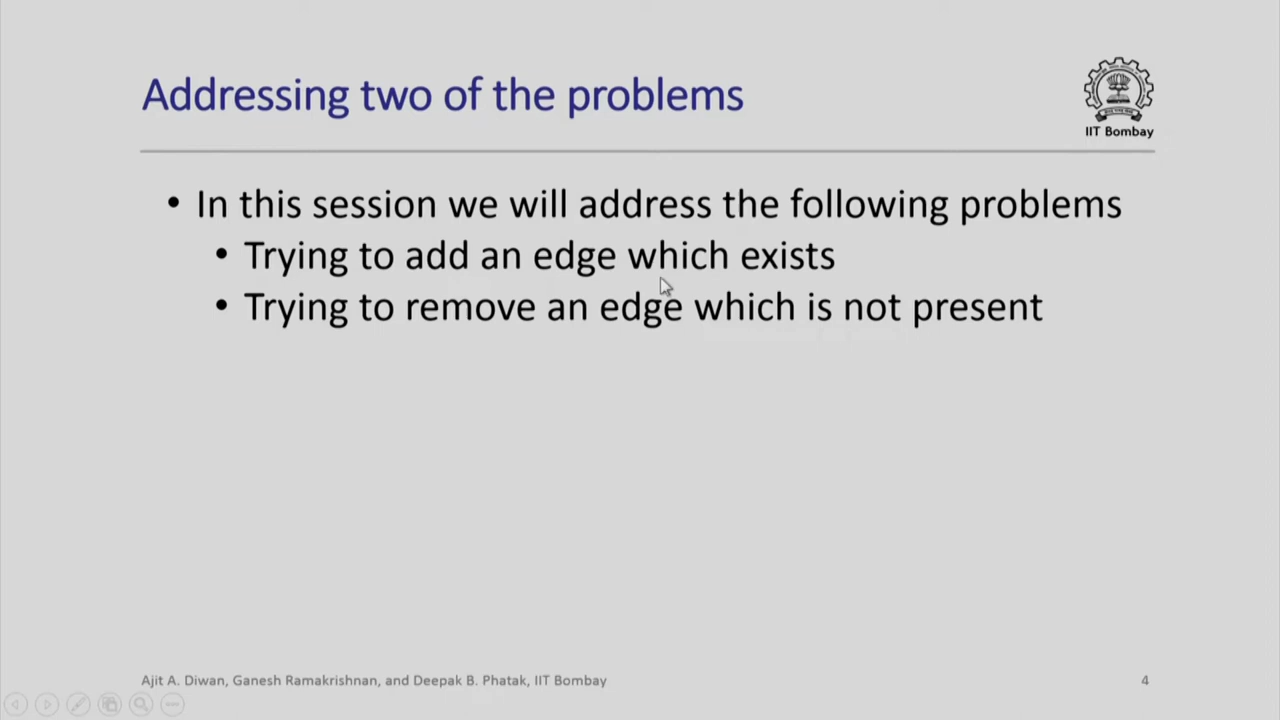 Addressing two of the problems
IIT Bombay
• In this session we will address the following problems
• Trying to add an edge which exists
• Trying to remove an edge which is not present
Ajit A. Diwan, Ganesh Ramakrishnan, and Deepak B. Phatak, IIT Bombay
4